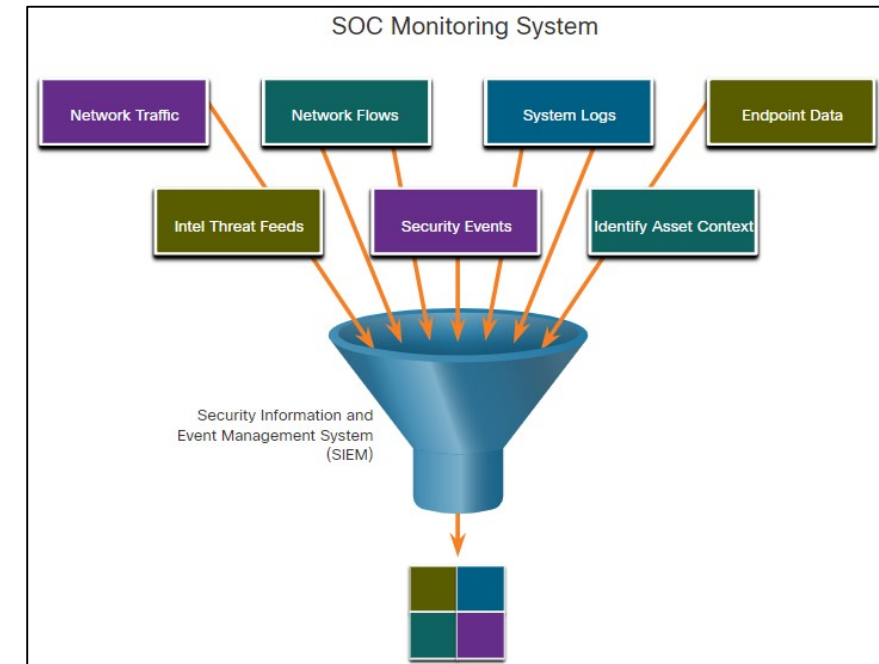 SOC Monitoring System
Network Traffic
Network Flows
System Logs
Endpoint Data
Intel Threat Feeds
Security Events
Identify Asset Context
Security Information and
Event Management System
(SIEM)